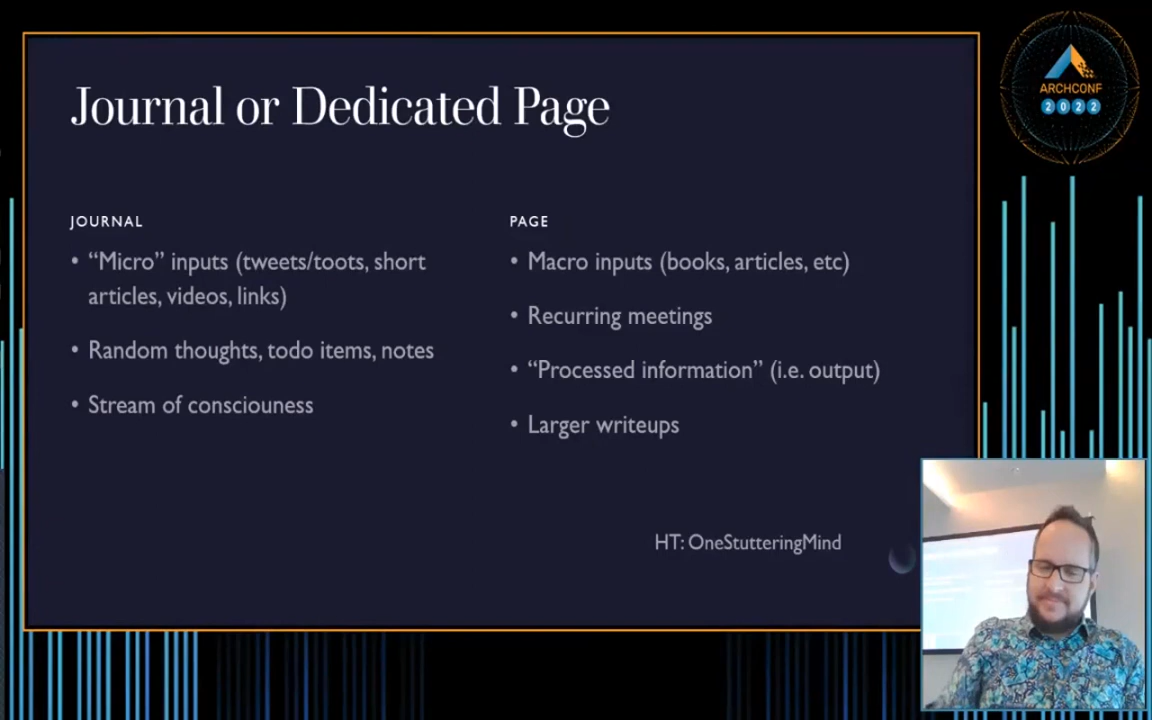 Journal or Dedicated Page
JOURNAL
• “Micro” inputs (tweets/toots, short
articles, videos, links)
• Random thoughts, todo items, notes
• Stream of consciouness
PAGE
• Macro inputs (books, articles, etc)
• Recurring meetings
• “Processed information” (i.e. output)
• Larger writeups
HT: OneStutteringMind
ARCHCONF
2022